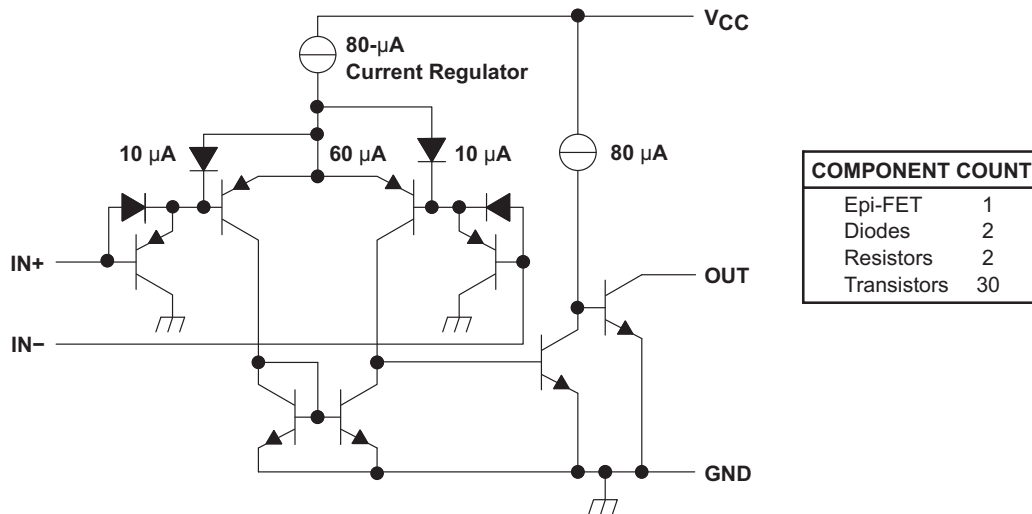 VCC
80-µA
Current Regulator
10 µA
60 µA
10 µA
80 µA
IN+
OUT
IN−
GND
COMPONENT COUNT
Epi-FET 1
Diodes 2
Resistors 2
Transistors 30